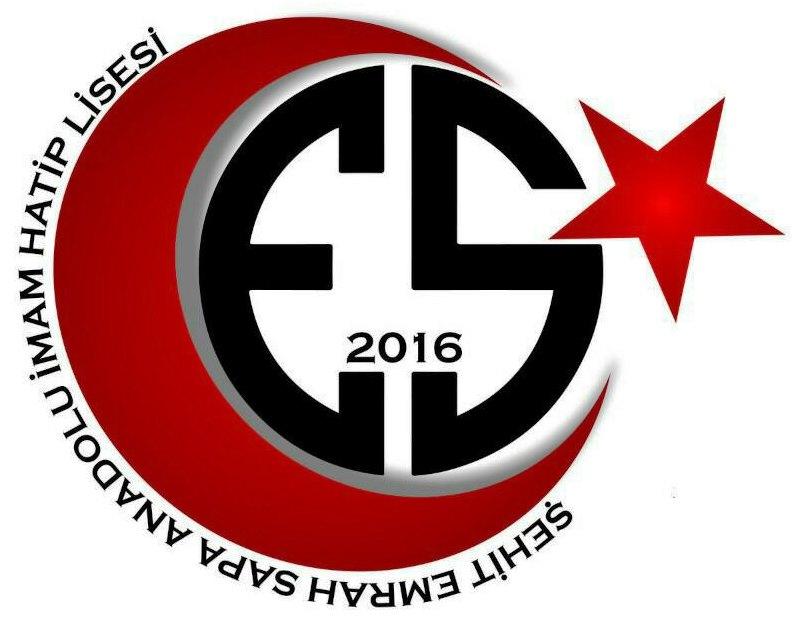 ŞEHİT EMRAH SAPA ANADOLU İMAM HATİP LİSESİ
ES
2016